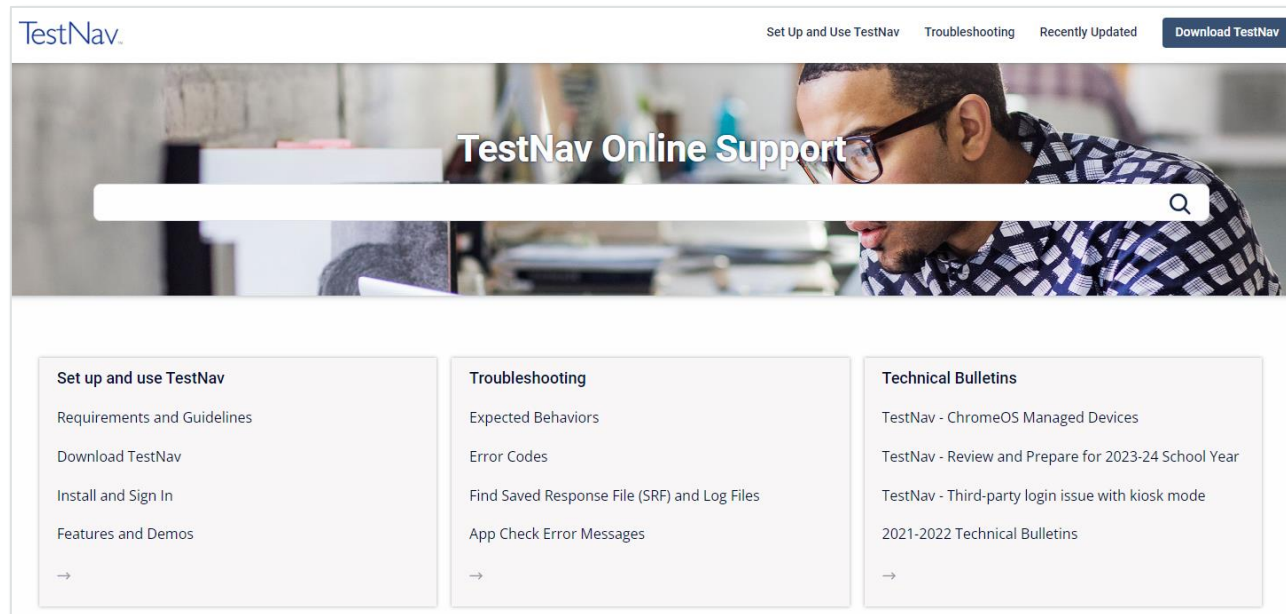 TestNav™
Set Up and Use TestNav Troubleshooting Recently Updated Download TestNav
TestNav Online Support
Set up and use TestNav
Requirements and Guidelines
Download TestNav
Install and Sign In
Features and Demos
→
Troubleshooting
Expected Behaviors
Error Codes
Find Saved Response File (SRF) and Log Files
App Check Error Messages
→
Technical Bulletins
TestNav - ChromeOS Managed Devices
TestNav - Review and Prepare for 2023-24 School Year
TestNav - Third-party login issue with kiosk mode
2021-2022 Technical Bulletins
→